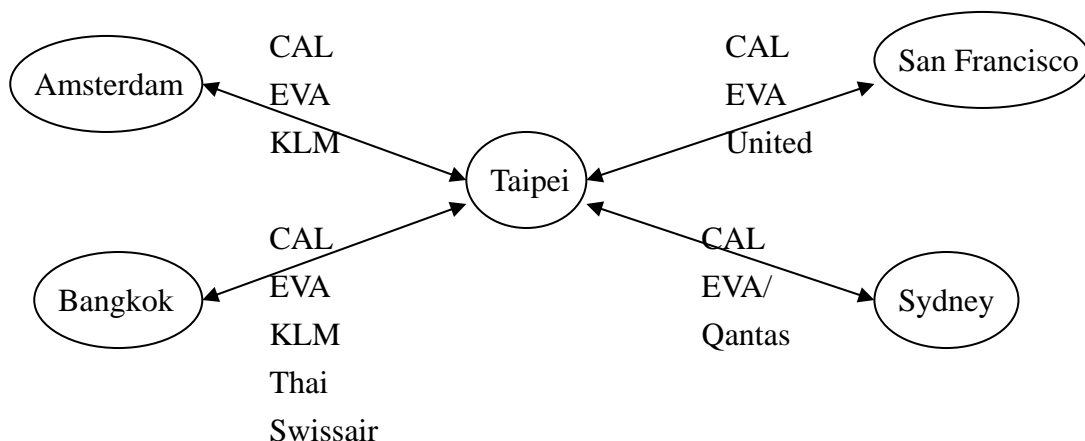 Amsterdam
CAL
EVA
KLM
CAL
EVA
United
San Francisco
Taipei
Bangkok
CAL
EVA
KLM
Thai
Swissair
CAL
EVA/
Qantas
Sydney